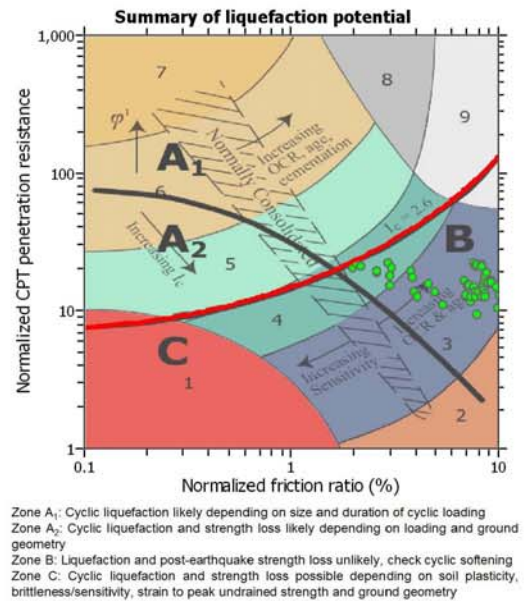 Summary of liquefaction potential
1,000
100
10
1
0.1
1
10
Normalized CPT penetration resistance
Normalized friction ratio (%)
7
8
9
φ'
A1
6
A2
5
4
B
3
C
1
2
Normally Consolidated
Increasing
OCR, age,
cementation
Increasing Ic
Ic = 2.6
Increasing
OCR & age
Increasing
Sensitivity
Zone A1: Cyclic liquefaction likely depending on size and duration of cyclic loading
Zone A2: Cyclic liquefaction and strength loss likely depending on loading and ground
geometry
Zone B: Liquefaction and post-earthquake strength loss unlikely, check cyclic softening
Zone C: Cyclic liquefaction and strength loss possible depending on soil plasticity,
brittleness/sensitivity, strain to peak undrained strength and ground geometry